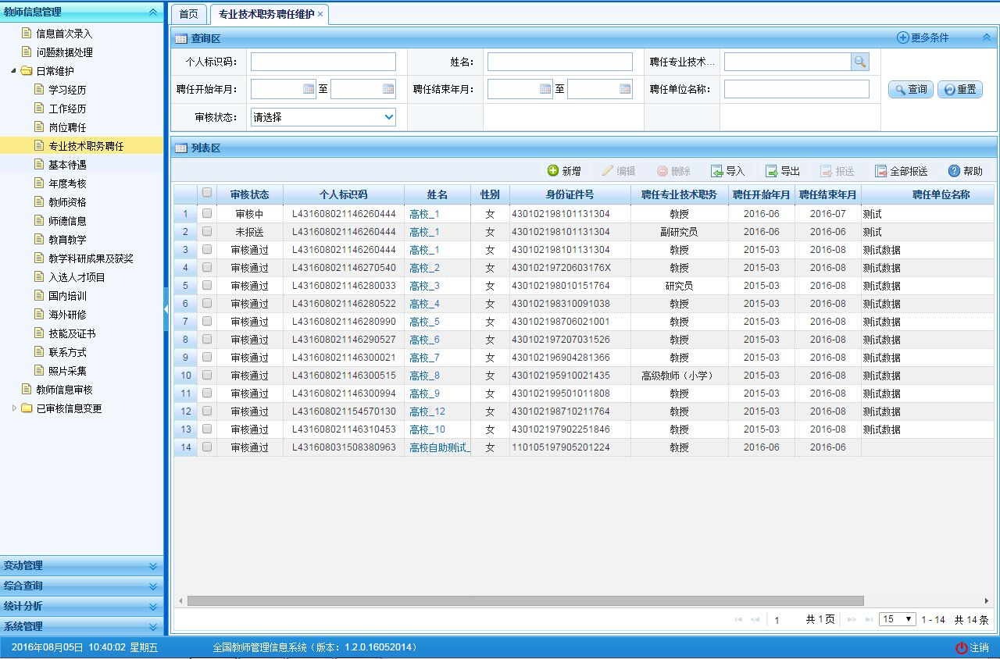 教师信息管理
信息首次录入
问题数据处理
日常维护
学习经历
工作经历
岗位聘任
专业技术职务聘任
基本待遇
年度考核
教师资格
师德信息
教育教学
教学科研成果及获奖
入选人才项目
国内培训
海外研修
技能及证书
联系方式
照片采集
教师信息审核
已审核信息变更
变动管理
综合查询
统计分析
系统管理
首页 专业技术职务聘任维护 ×
查询区 更多条件
个人标识码： 姓名： 聘任专业技术...
聘任开始年月： 至 聘任结束年月： 至 聘任单位名称： 查询 重置
审核状态： 请选择
列表区
新增 编辑 删除 导入 导出 报送 全部报送 帮助
审核状态 个人标识码 姓名 性别 身份证件号 聘任专业技术职务 聘任开始年月 聘任结束年月 聘任单位名称
1 审核中 L431608021146260444 高校_1 女 430102198101131304 教授 2016-06 2016-07 测试
2 未报送 L431608021146260444 高校_1 女 430102198101131304 副研究员 2016-06 2016-06 测试
3 审核通过 L431608021146260444 高校_1 女 430102198101131304 教授 2015-03 2016-08 测试数据
4 审核通过 L431608021146270540 高校_2 女 43010219720603176X 教授 2015-03 2016-08 测试数据
5 审核通过 L431608021146280033 高校_3 女 430102198010151764 研究员 2015-03 2016-08 测试数据
6 审核通过 L431608021146280522 高校_4 女 430102198310091038 教授 2015-03 2016-08 测试数据
7 审核通过 L431608021146280990 高校_5 女 430102198706021001 教授 2015-03 2016-08 测试数据
8 审核通过 L431608021146290527 高校_6 女 430102197207031526 教授 2015-03 2016-08 测试数据
9 审核通过 L431608021146300021 高校_7 女 430102196904281366 教授 2015-03 2016-08 测试数据
10 审核通过 L431608021146300515 高校_8 女 430102195910021435 高级教师（小学） 2015-03 2016-08 测试数据
11 审核通过 L431608021146300994 高校_9 女 430102199501011808 教授 2015-03 2016-08 测试数据
12 审核通过 L431608021154570130 高校_12 女 430102198710211764 教授 2015-03 2016-08 测试数据
13 审核通过 L431608021146310453 高校_10 女 430102197902251846 教授 2015-03 2016-08 测试数据
14 审核通过 L431608031508380963 高校自助测试_ 女 110105197905201224 教授 2016-06 2016-06
1 共 1 页 15 1 - 14 共 14 条
2016年08月05日 10:40:02 星期五 全国教师管理信息系统（版本：1.2.0.16052014） 注销